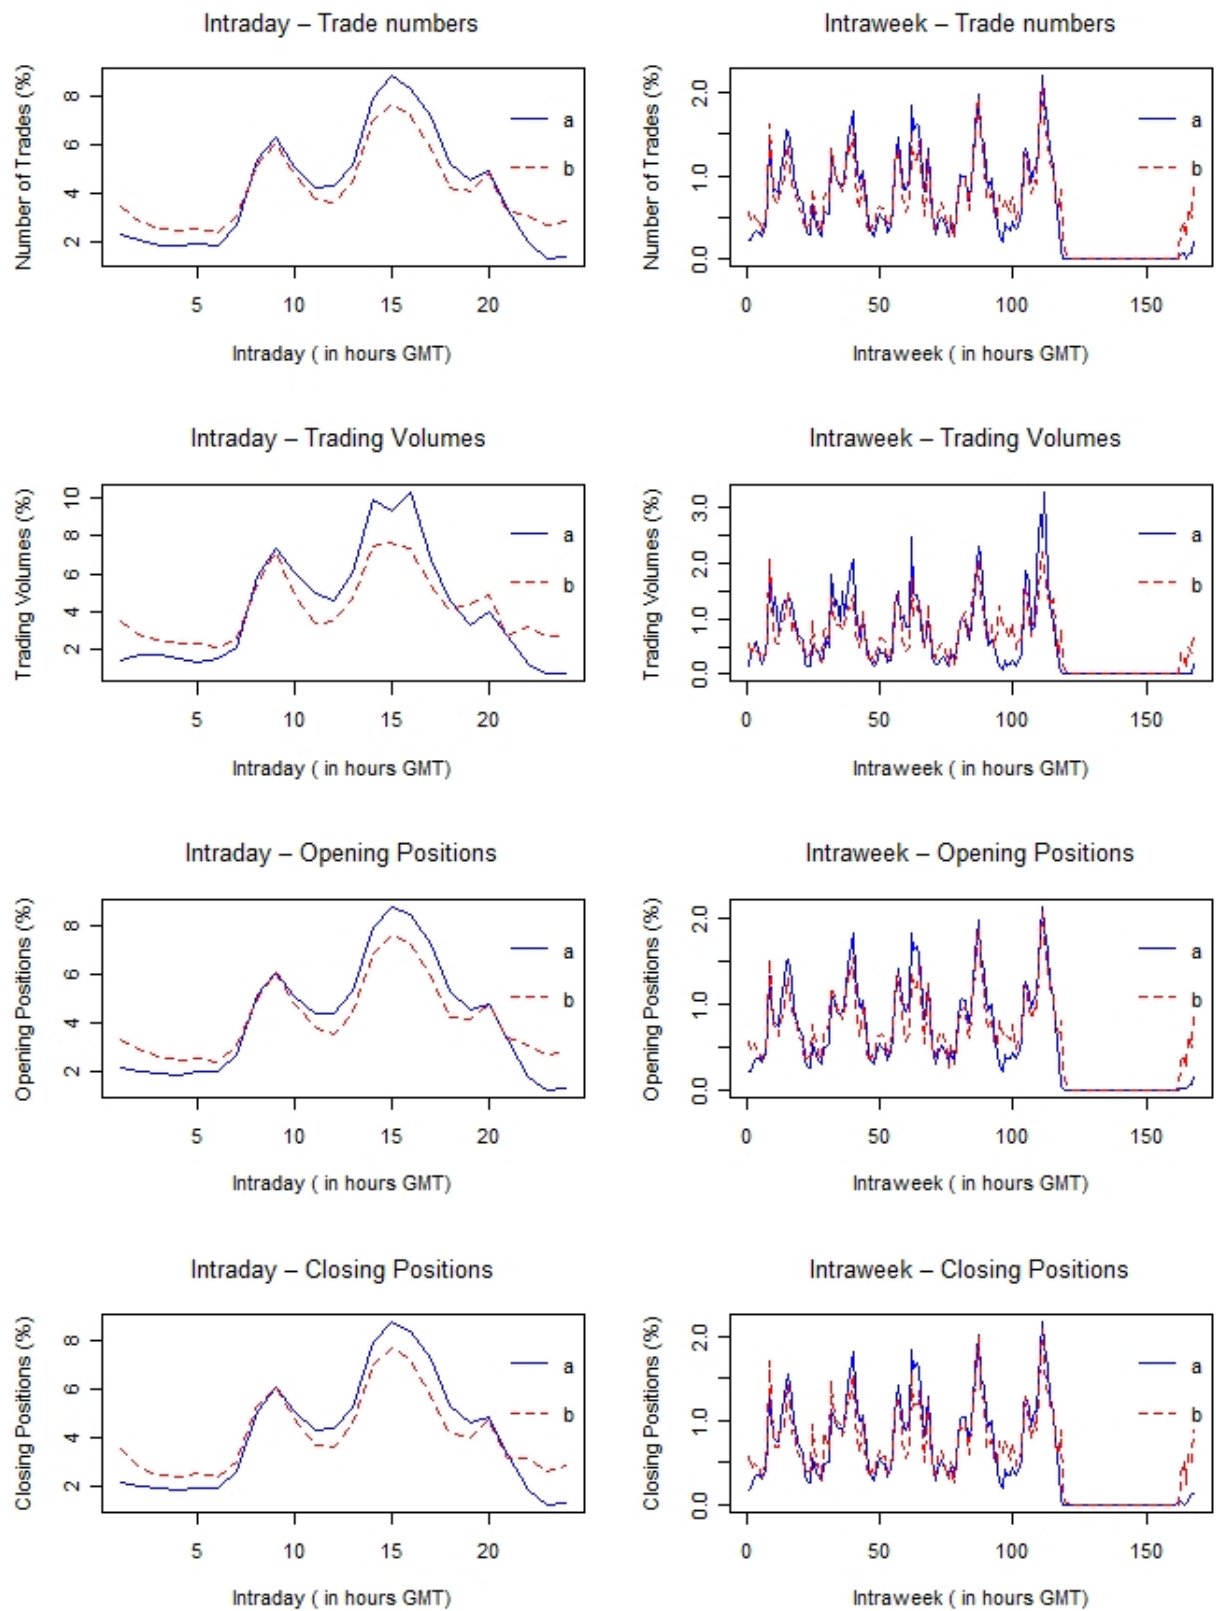 Intraday – Trade numbers
Number of Trades (%)
8
6
4
2
a
b
5 10 15 20
Intraday ( in hours GMT)
Intraweek – Trade numbers
Number of Trades (%)
2.0
1.0
0.0
a
b
0 50 100 150
Intraweek ( in hours GMT)
Intraday – Trading Volumes
Trading Volumes (%)
10
8
6
4
2
a
b
5 10 15 20
Intraday ( in hours GMT)
Intraweek – Trading Volumes
Trading Volumes (%)
3.0
2.0
1.0
0.0
a
b
0 50 100 150
Intraweek ( in hours GMT)
Intraday – Opening Positions
Opening Positions (%)
8
6
4
2
a
b
5 10 15 20
Intraday ( in hours GMT)
Intraweek – Opening Positions
Opening Positions (%)
2.0
1.0
0.0
a
b
0 50 100 150
Intraweek ( in hours GMT)
Intraday – Closing Positions
Closing Positions (%)
8
6
4
2
a
b
5 10 15 20
Intraday ( in hours GMT)
Intraweek – Closing Positions
Closing Positions (%)
2.0
1.0
0.0
a
b
0 50 100 150
Intraweek ( in hours GMT)